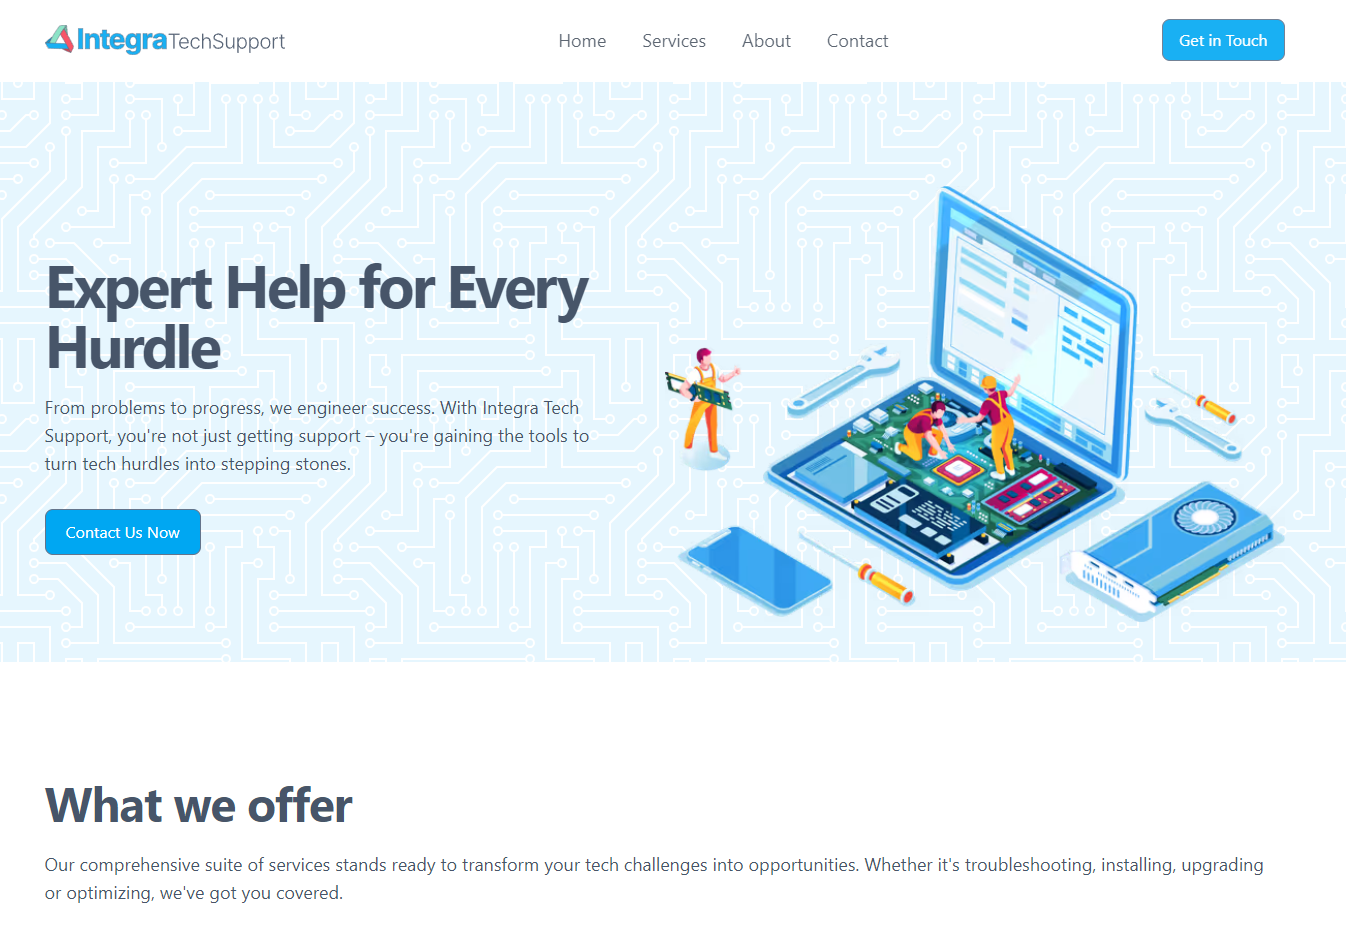 IntegraTechSupport
Home
Services
About
Contact
Get in Touch
Expert Help for Every
Hurdle
From problems to progress, we engineer success. With Integra Tech
Support, you're not just getting support – you're gaining the tools to
turn tech hurdles into stepping stones.
Contact Us Now
What we offer
Our comprehensive suite of services stands ready to transform your tech challenges into opportunities. Whether it's troubleshooting, installing, upgrading
or optimizing, we've got you covered.